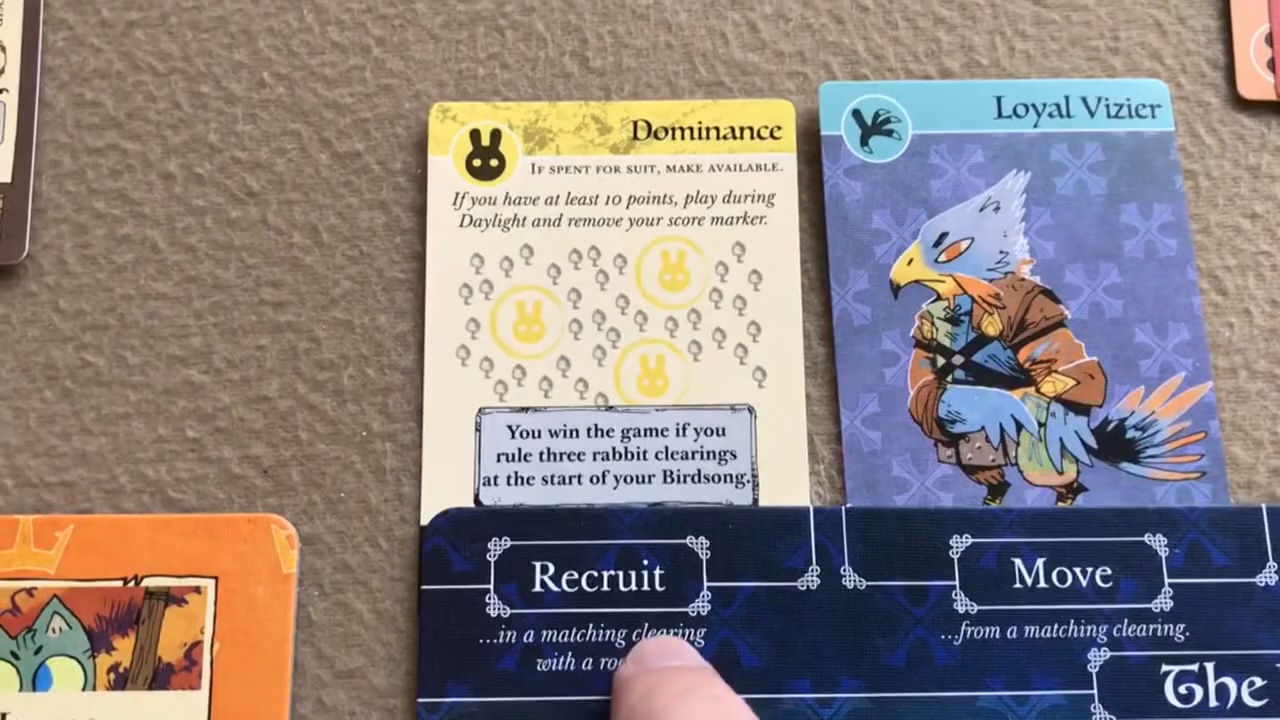 Dominance
If spent for suit, make available.
If you have at least 10 points, play during
Daylight and remove your score marker.
You win the game if you
rule three rabbit clearings
at the start of your Birdsong.
Loyal Vizier
Recruit
...in a matching clearing
with a
Move
...from a matching clearing.
The